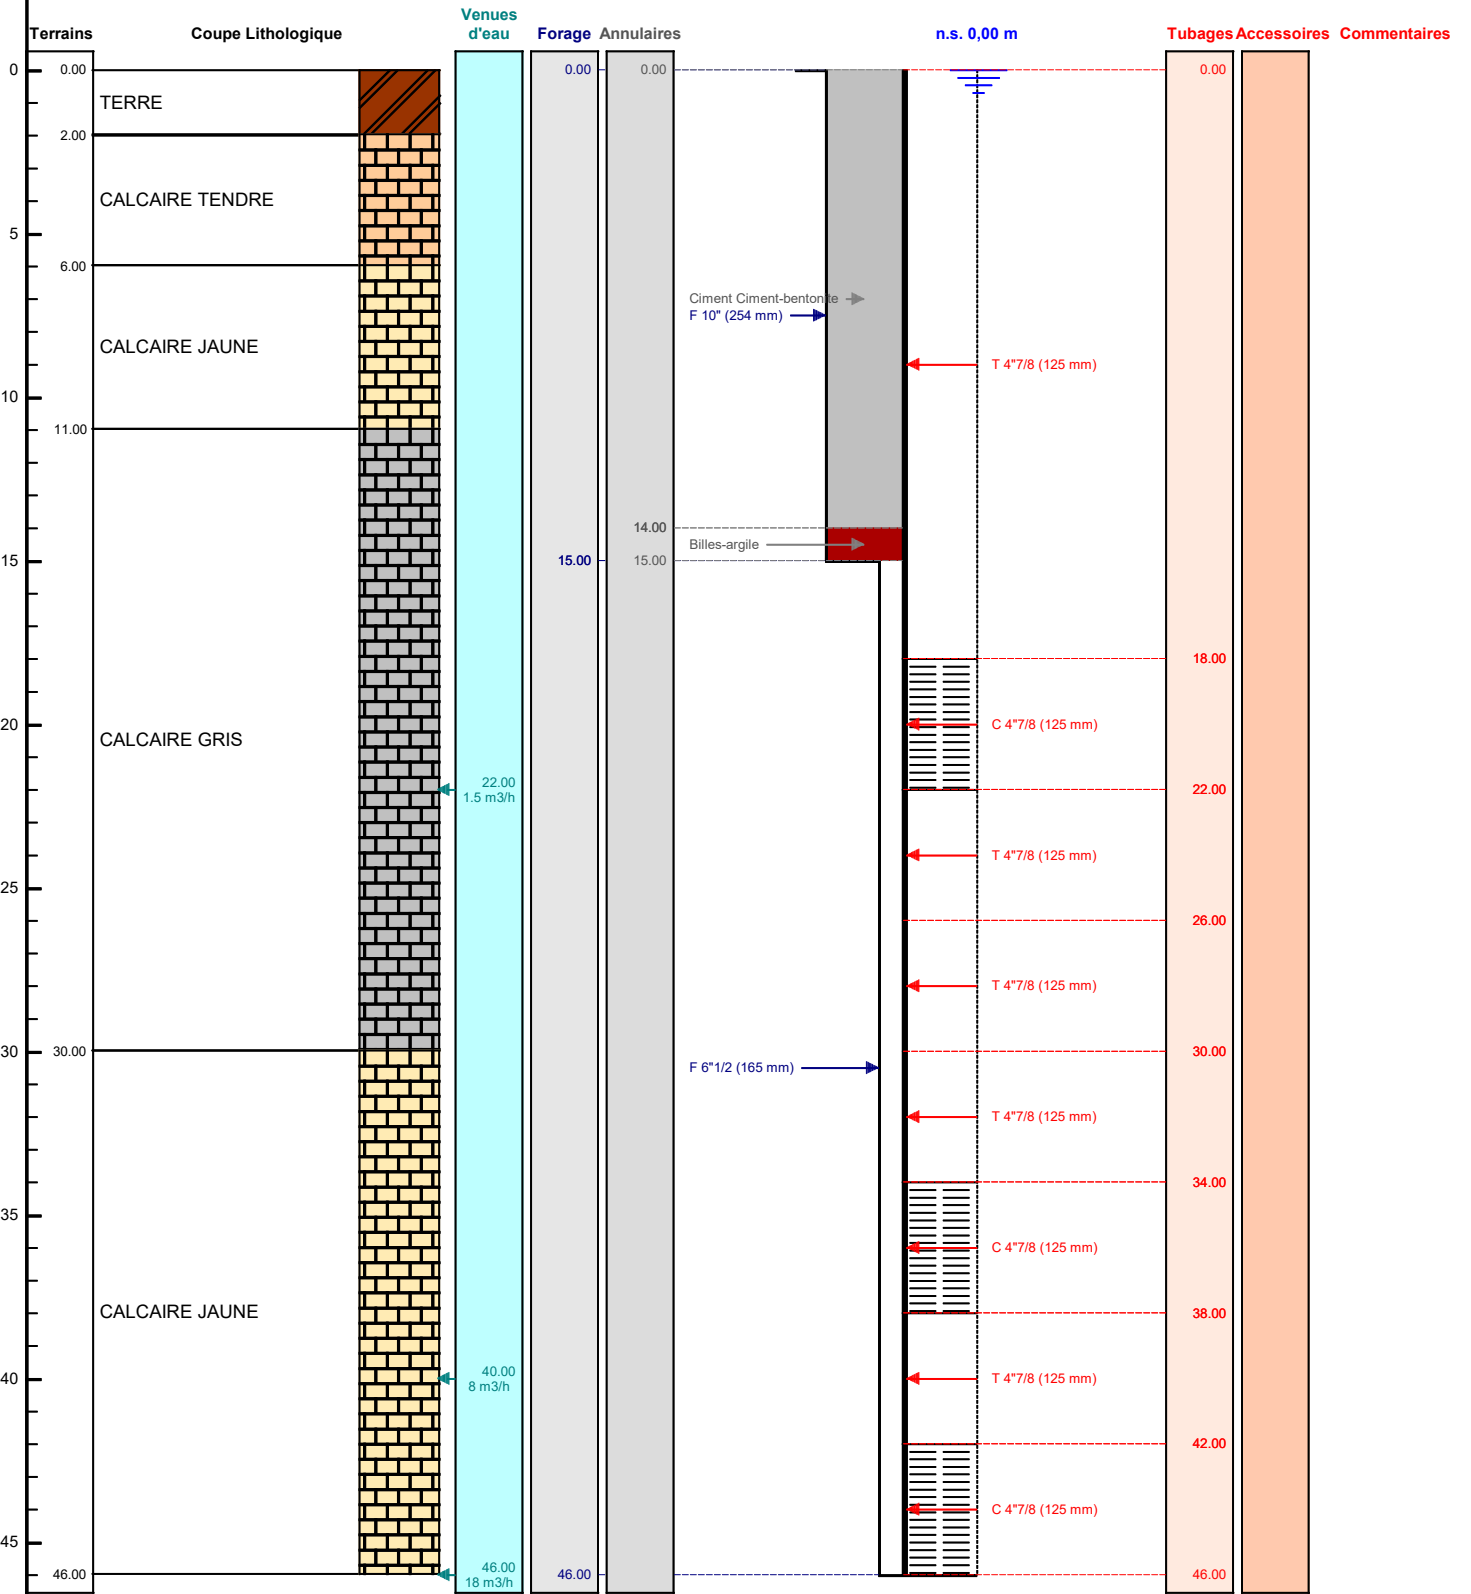 Venues
Terrains Coupe Lithologique d'eau Forage Annulaires n.s. 0,00 m Tubages Accessoires Commentaires
0 0.00 0.00 0.00 0.00
TERRE
2.00
CALCAIRE TENDRE
5
6.00
Ciment Ciment-bentonite
F 10" (254 mm)
CALCAIRE JAUNE
T 4"7/8 (125 mm)
10
11.00
14.00
Billes-argile
15 15.00 15.00
18.00
20 C 4"7/8 (125 mm)
CALCAIRE GRIS
22.00 22.00
1.5 m3/h
T 4"7/8 (125 mm)
25
26.00
T 4"7/8 (125 mm)
30 30.00 30.00
F 6"1/2 (165 mm)
T 4"7/8 (125 mm)
34.00
35
C 4"7/8 (125 mm)
CALCAIRE JAUNE 38.00
40.00
40 T 4"7/8 (125 mm)
8 m3/h
42.00
C 4"7/8 (125 mm)
45
46.00
46.00 46.00 46.00
18 m3/h